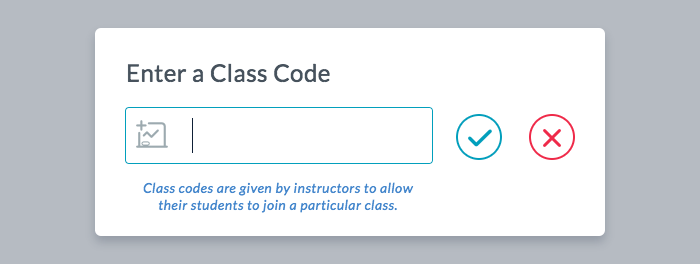 Enter a Class Code
Class codes are given by instructors to allow
their students to join a particular class.